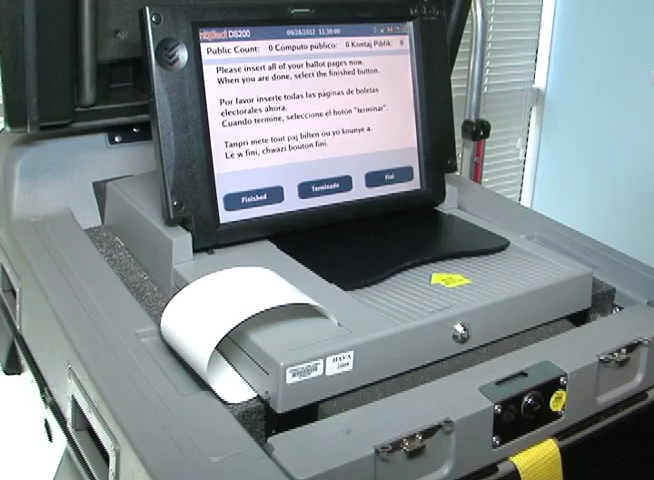 DS200 09/28/2012 11:30:00
Public Count: 0 Cómputo público: 0 Kontaj Piblik: 0
Please insert all of your ballot pages now.
When you are done, select the finished button.
Por favor inserte todas las páginas de boletas
electorales ahora.
Cuando termine, seleccione el botón "terminar".
Tanpri mete tout paj bilten ou yo kounye a.
Lè w fini, chwazi bouton fini.
Finished Terminado Fini
HAVA